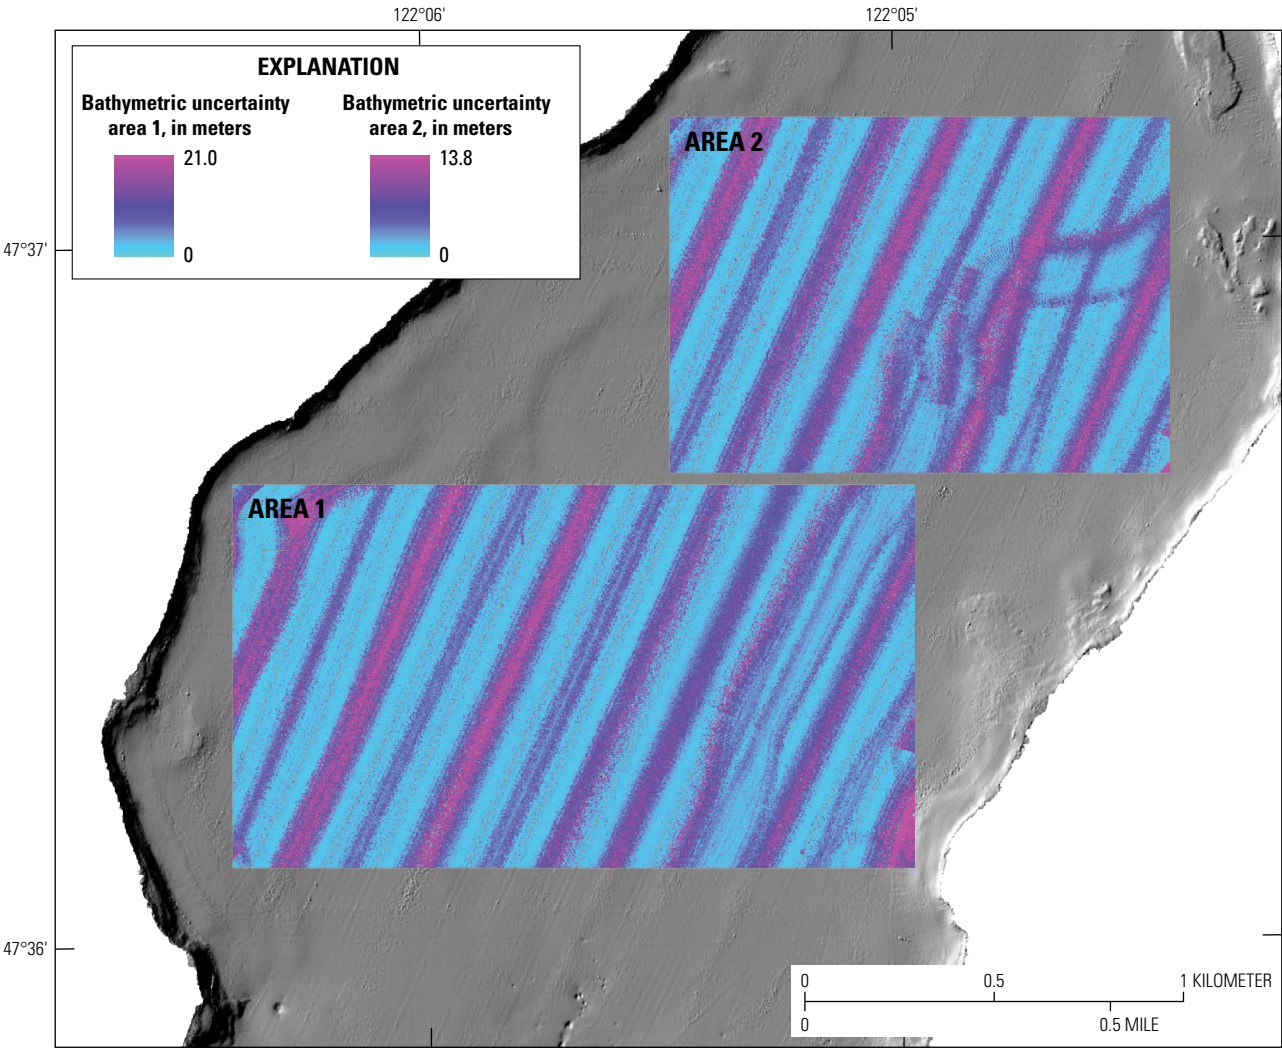 122°06'
122°05'
EXPLANATION
Bathymetric uncertainty
area 1, in meters
Bathymetric uncertainty
area 2, in meters
21.0
0
13.8
0
AREA 2
47°37'
AREA 1
47°36'
0
0.5
1 KILOMETER
0
0.5 MILE